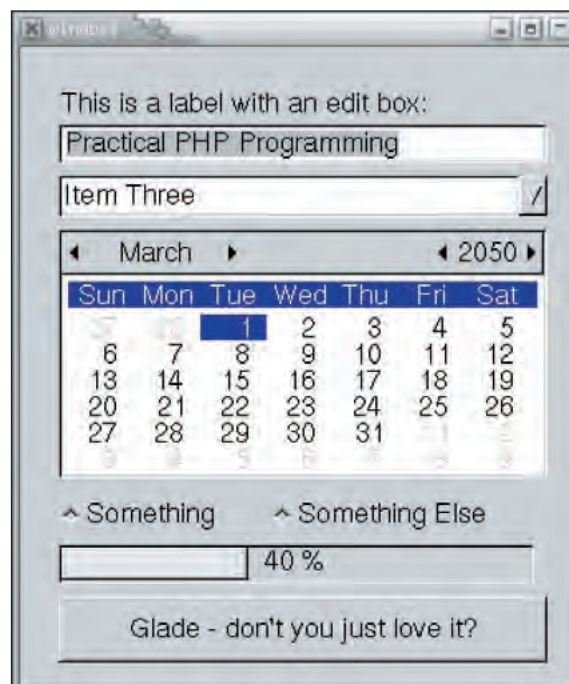 This is a label with an edit box:
Practical PHP Programming
Item Three
March 2050
Sun Mon Tue Wed Thu Fri Sat
1 2 3 4 5
6 7 8 9 10 11 12
13 14 15 16 17 18 19
20 21 22 23 24 25 26
27 28 29 30 31
Something Something Else
40 %
Glade - don't you just love it?